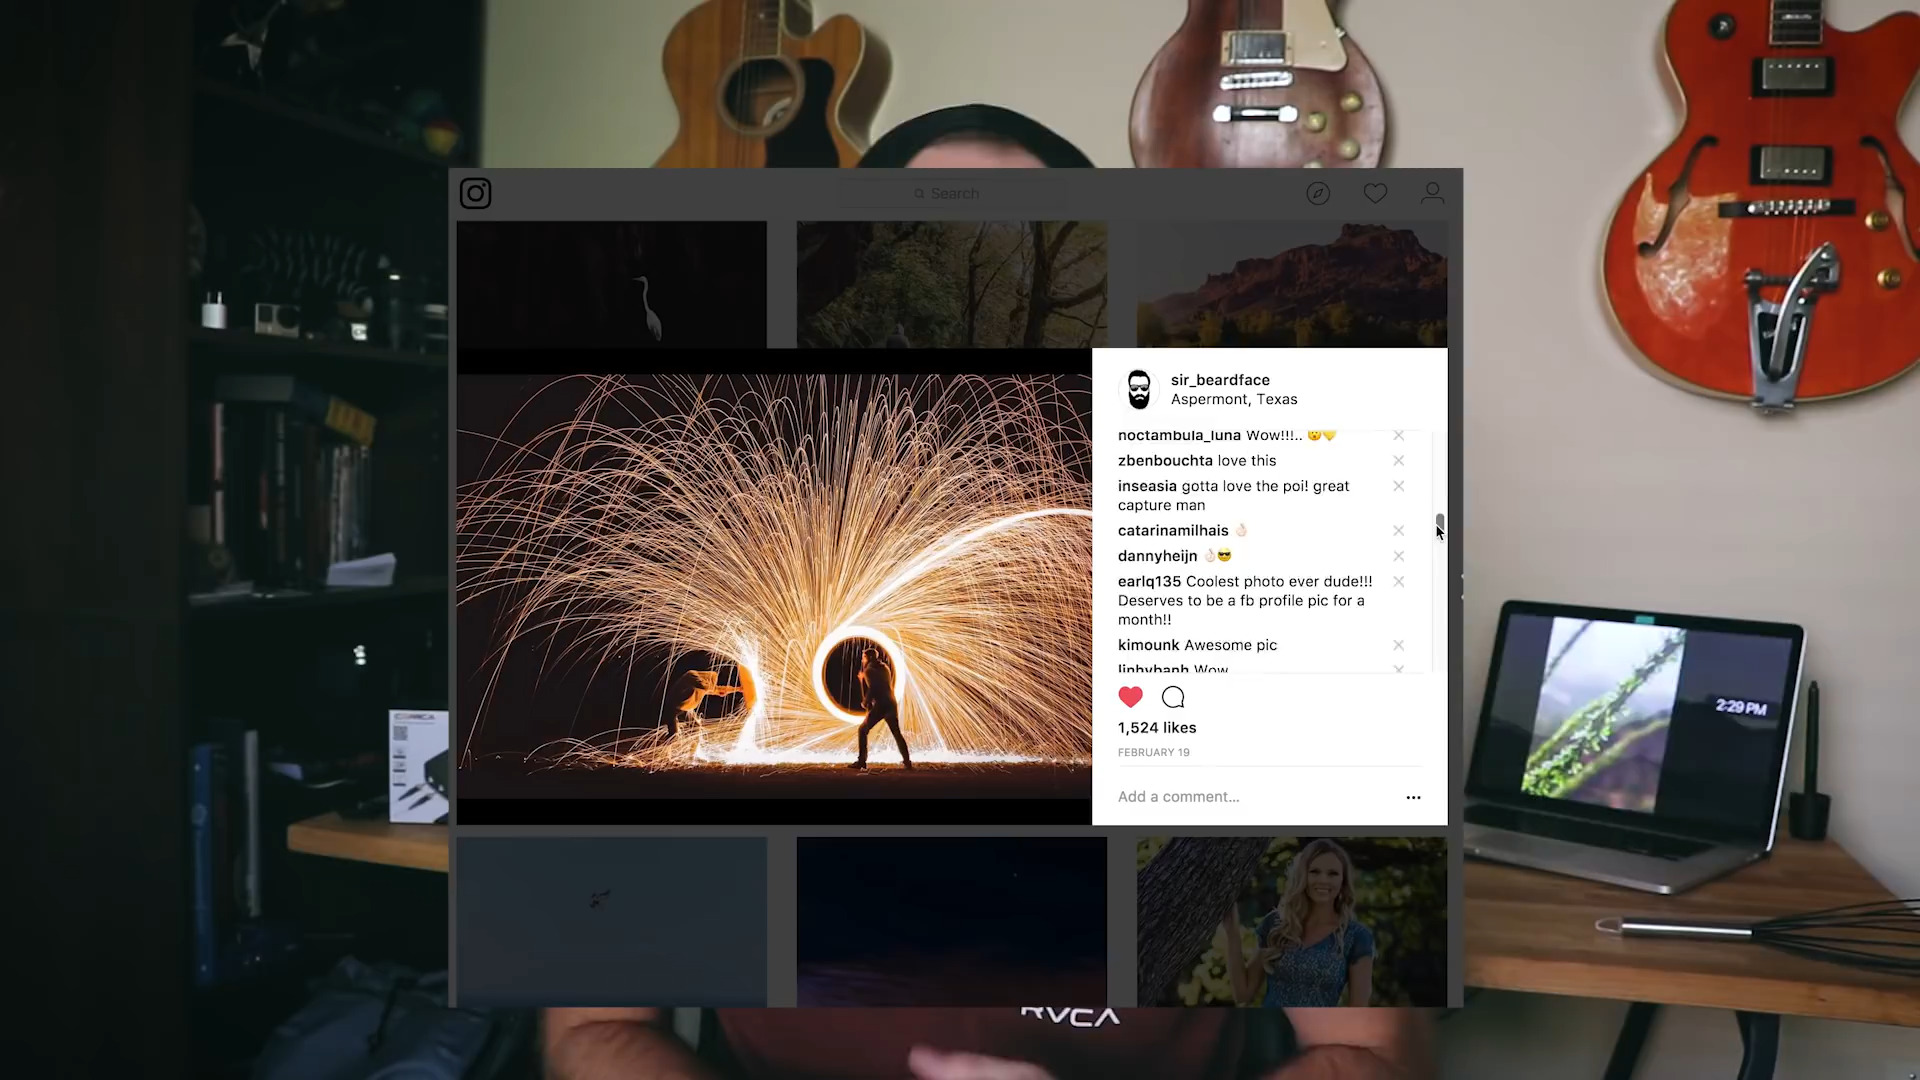 Search
sir_beardface
Aspermont, Texas
noctambula_luna Wow!!!.. 😮💛
zbenbouchta love this
inseasia gotta love the poi! great
capture man
catarinamilhais 👌🏻
dannyheijn 👌🏻😎
earlq135 Coolest photo ever dude!!!
Deserves to be a fb profile pic for a
month!!
kimounk Awesome pic
linhybanh Wow
1,524 likes
FEBRUARY 19
Add a comment...
2:29 PM
RVCA